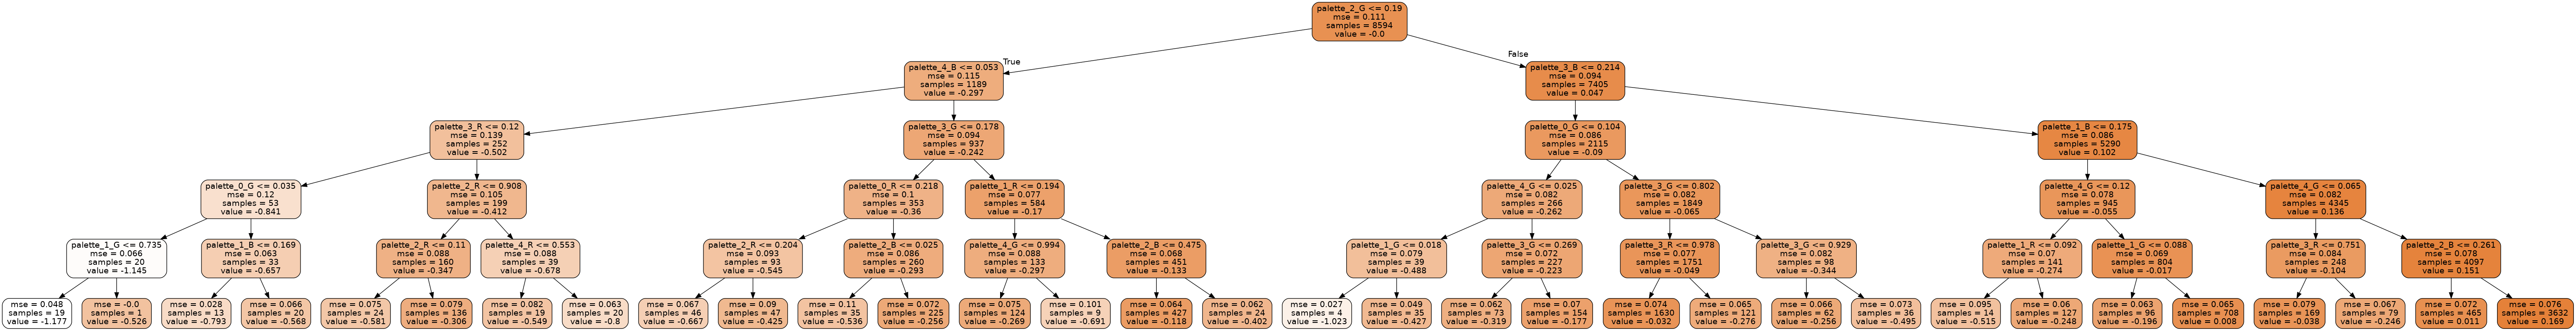 palette_2_G <= 0.19
mse = 0.111
samples = 8594
value = -0.0
True
False
palette_4_B <= 0.053
mse = 0.115
samples = 1189
value = -0.297
palette_3_B <= 0.214
mse = 0.094
samples = 7405
value = 0.047
palette_3_R <= 0.12
mse = 0.139
samples = 252
value = -0.502
palette_3_G <= 0.178
mse = 0.094
samples = 937
value = -0.242
palette_0_G <= 0.104
mse = 0.086
samples = 2115
value = -0.09
palette_1_B <= 0.175
mse = 0.086
samples = 5290
value = 0.102
palette_0_G <= 0.035
mse = 0.12
samples = 53
value = -0.841
palette_2_R <= 0.908
mse = 0.105
samples = 199
value = -0.412
palette_0_R <= 0.218
mse = 0.1
samples = 353
value = -0.36
palette_1_R <= 0.194
mse = 0.077
samples = 584
value = -0.17
palette_4_G <= 0.025
mse = 0.082
samples = 266
value = -0.262
palette_3_G <= 0.802
mse = 0.082
samples = 1849
value = -0.065
palette_4_G <= 0.12
mse = 0.078
samples = 945
value = -0.055
palette_4_G <= 0.065
mse = 0.082
samples = 4345
value = 0.136
palette_1_G <= 0.735
mse = 0.066
samples = 20
value = -1.145
palette_1_B <= 0.169
mse = 0.063
samples = 33
value = -0.657
palette_2_R <= 0.11
mse = 0.088
samples = 160
value = -0.347
palette_4_R <= 0.553
mse = 0.088
samples = 39
value = -0.678
palette_2_R <= 0.204
mse = 0.093
samples = 93
value = -0.545
palette_2_B <= 0.025
mse = 0.086
samples = 260
value = -0.293
palette_4_G <= 0.994
mse = 0.088
samples = 133
value = -0.297
palette_2_B <= 0.475
mse = 0.068
samples = 451
value = -0.133
palette_1_G <= 0.018
mse = 0.079
samples = 39
value = -0.488
palette_3_G <= 0.269
mse = 0.072
samples = 227
value = -0.223
palette_3_R <= 0.978
mse = 0.077
samples = 1751
value = -0.049
palette_3_G <= 0.929
mse = 0.082
samples = 98
value = -0.344
palette_1_R <= 0.092
mse = 0.07
samples = 141
value = -0.274
palette_1_G <= 0.088
mse = 0.069
samples = 804
value = -0.017
palette_3_R <= 0.751
mse = 0.084
samples = 248
value = -0.104
palette_2_B <= 0.261
mse = 0.078
samples = 4097
value = 0.151
mse = 0.048
samples = 19
value = -1.177
mse = -0.0
samples = 1
value = -0.526
mse = 0.028
samples = 13
value = -0.793
mse = 0.066
samples = 20
value = -0.568
mse = 0.075
samples = 24
value = -0.581
mse = 0.079
samples = 136
value = -0.306
mse = 0.082
samples = 19
value = -0.549
mse = 0.063
samples = 20
value = -0.8
mse = 0.067
samples = 46
value = -0.667
mse = 0.09
samples = 47
value = -0.425
mse = 0.11
samples = 35
value = -0.536
mse = 0.072
samples = 225
value = -0.256
mse = 0.075
samples = 124
value = -0.269
mse = 0.101
samples = 9
value = -0.691
mse = 0.064
samples = 427
value = -0.118
mse = 0.062
samples = 24
value = -0.402
mse = 0.027
samples = 4
value = -1.023
mse = 0.049
samples = 35
value = -0.427
mse = 0.062
samples = 73
value = -0.319
mse = 0.07
samples = 154
value = -0.177
mse = 0.074
samples = 1630
value = -0.032
mse = 0.065
samples = 121
value = -0.276
mse = 0.066
samples = 62
value = -0.256
mse = 0.073
samples = 36
value = -0.495
mse = 0.095
samples = 14
value = -0.515
mse = 0.06
samples = 127
value = -0.248
mse = 0.063
samples = 96
value = -0.196
mse = 0.065
samples = 708
value = 0.008
mse = 0.079
samples = 169
value = -0.038
mse = 0.067
samples = 79
value = -0.246
mse = 0.072
samples = 465
value = 0.011
mse = 0.076
samples = 3632
value = 0.169